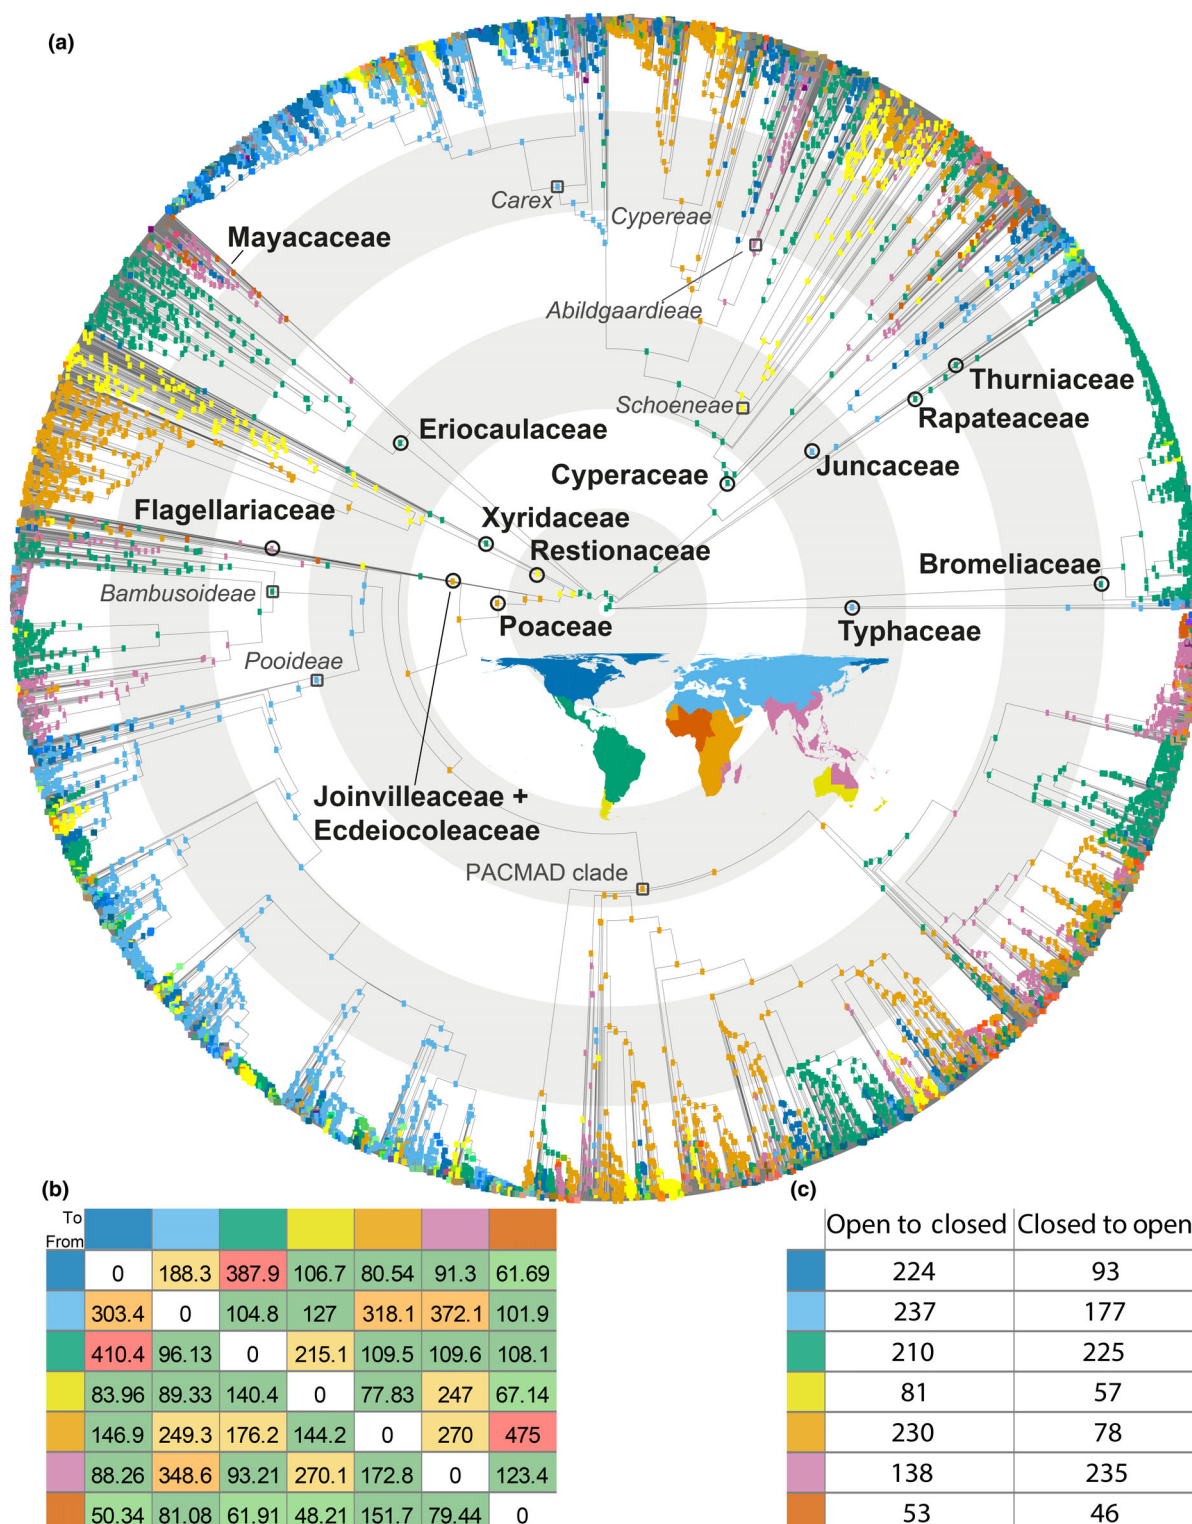 (a)
Carex
Cypereae
Mayacaceae
Abildgaardieae
Thurniaceae
Schoeneae
Rapateaceae
Eriocaulaceae
Cyperaceae
Juncaceae
Flagellariaceae
Xyridaceae
Restionaceae
Bromeliaceae
Bambusoideae
Poaceae
Typhaceae
Pooideae
Joinvilleaceae +
Ecdeiocoleaceae
PACMAD clade
(b)
To
From
0 188.3 387.9 106.7 80.54 91.3 61.69
303.4 0 104.8 127 318.1 372.1 101.9
410.4 96.13 0 215.1 109.5 109.6 108.1
83.96 89.33 140.4 0 77.83 247 67.14
146.9 249.3 176.2 144.2 0 270 475
88.26 348.6 93.21 270.1 172.8 0 123.4
50.34 81.08 61.91 48.21 151.7 79.44 0
(c)
Open to closed Closed to open
224 93
237 177
210 225
81 57
230 78
138 235
53 46